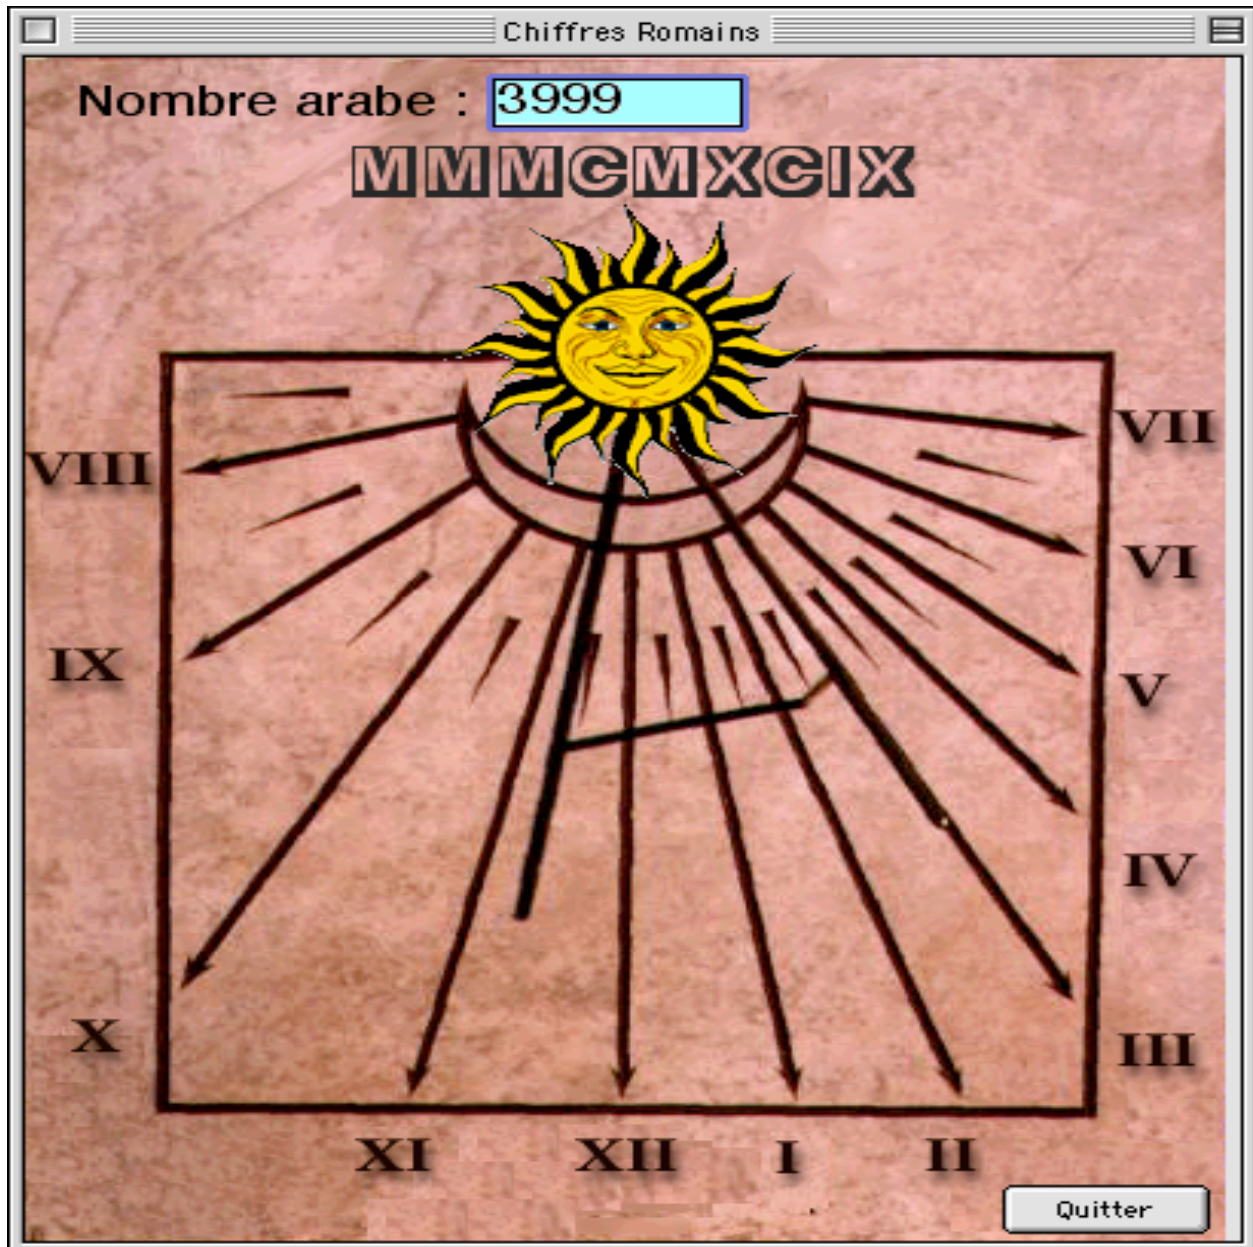 Chiffres Romains
Nombre arabe : 3999
MMMCMXCIX
VII
VIII
VI
IX
V
IV
X
III
XI XII I II
Quitter